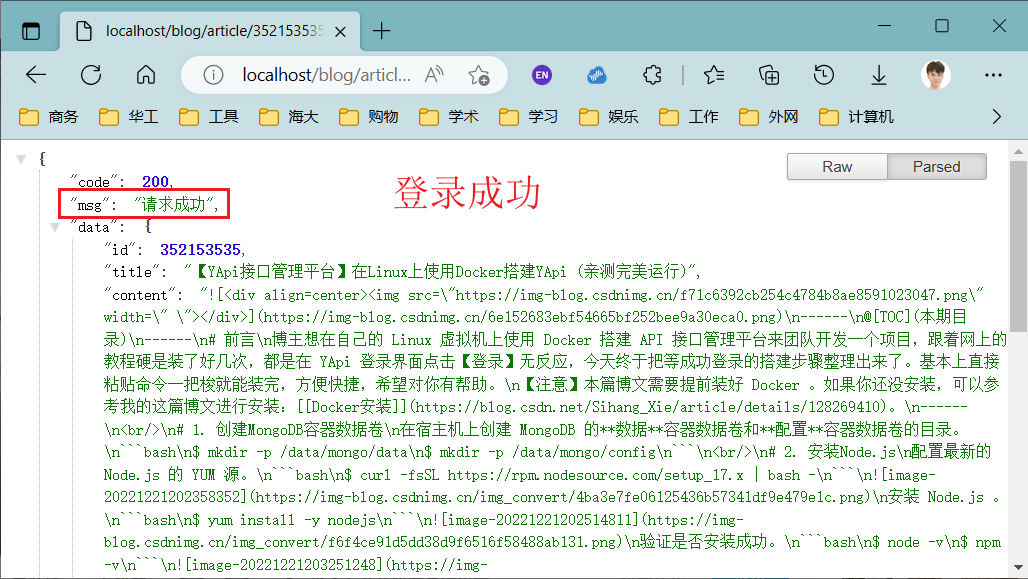 localhost/blog/article/352153535
localhost/blog/articl...
EN
商务 华工 工具 海大 购物 学术 学习 娱乐 工作 外网 计算机
Raw Parsed
{
"code": 200,
登录成功
"msg": "请求成功",
"data": {
"id": 352153535,
"title": "【YApi接口管理平台】在Linux上使用Docker搭建YApi (亲测完美运行)",
"content": "![<div align=center><img src=\"https://img-blog.csdnimg.cn/f71c6392cb254c4784b8ae8591023047.png\"
width=\" \"></div>](https://img-blog.csdnimg.cn/6e152683ebf54665bf252bee9a30eca0.png)\n------\n@[TOC](本期目
录)\n------\n# 前言\n博主想在自己的 Linux 虚拟机上使用 Docker 搭建 API 接口管理平台来团队开发一个项目，跟着网上的
教程硬是装了好几次，都是在 YApi 登录界面点击【登录】无反应，今天终于把等成功登录的搭建步骤整理出来了。基本上直接
粘贴命令一把梭就能装完，方便快捷，希望对你有帮助。\n【注意】本篇博文需要提前装好 Docker 。如果你还没安装，可以参
考我的这篇博文进行安装：[[Docker安装]](https://blog.csdn.net/Sihang_Xie/article/details/128269410)。\n------
\n<br/>\n# 1. 创建MongoDB容器数据卷\n在宿主机上创建 MongoDB 的**数据**容器数据卷和**配置**容器数据卷的目录。
\n```bash\n$ mkdir -p /data/mongo/data\n$ mkdir -p /data/mongo/config\n```\n<br/>\n# 2. 安装Node.js\n配置最新的
Node.js 的 YUM 源。\n```bash\n$ curl -fsSL https://rpm.nodesource.com/setup_17.x | bash -\n```\n![image-
20221221202358352](https://img-blog.csdnimg.cn/img_convert/4ba3e7fe06125436b57341df9e479e1c.png)\n安装 Node.js 。
\n```bash\n$ yum install -y nodejs\n```\n![image-20221221202514811](https://img-
blog.csdnimg.cn/img_convert/f6f4ce91d5dd38d9f6516f58488ab131.png)\n验证是否安装成功。\n```bash\n$ node -v\n$ npm
-v\n```\n![image-20221221203251248](https://img-